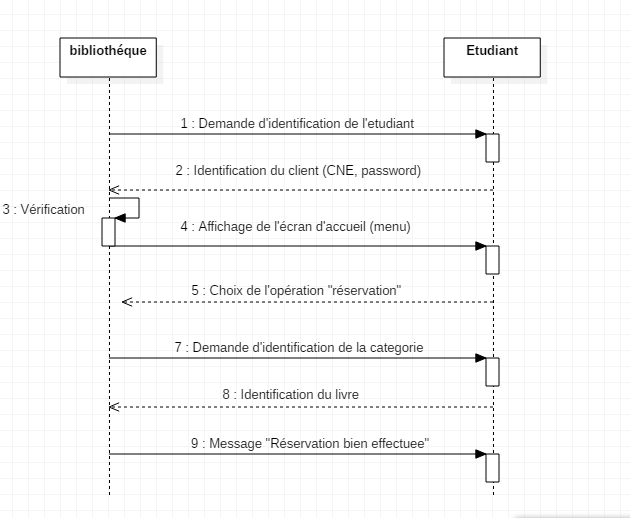 bibliothéque
Etudiant
1 : Demande d'identification de l'etudiant
2 : Identification du client (CNE, password)
3 : Vérification
4 : Affichage de l'écran d'accueil (menu)
5 : Choix de l'opération "réservation"
7 : Demande d'identification de la categorie
8 : Identification du livre
9 : Message "Réservation bien effectuee"